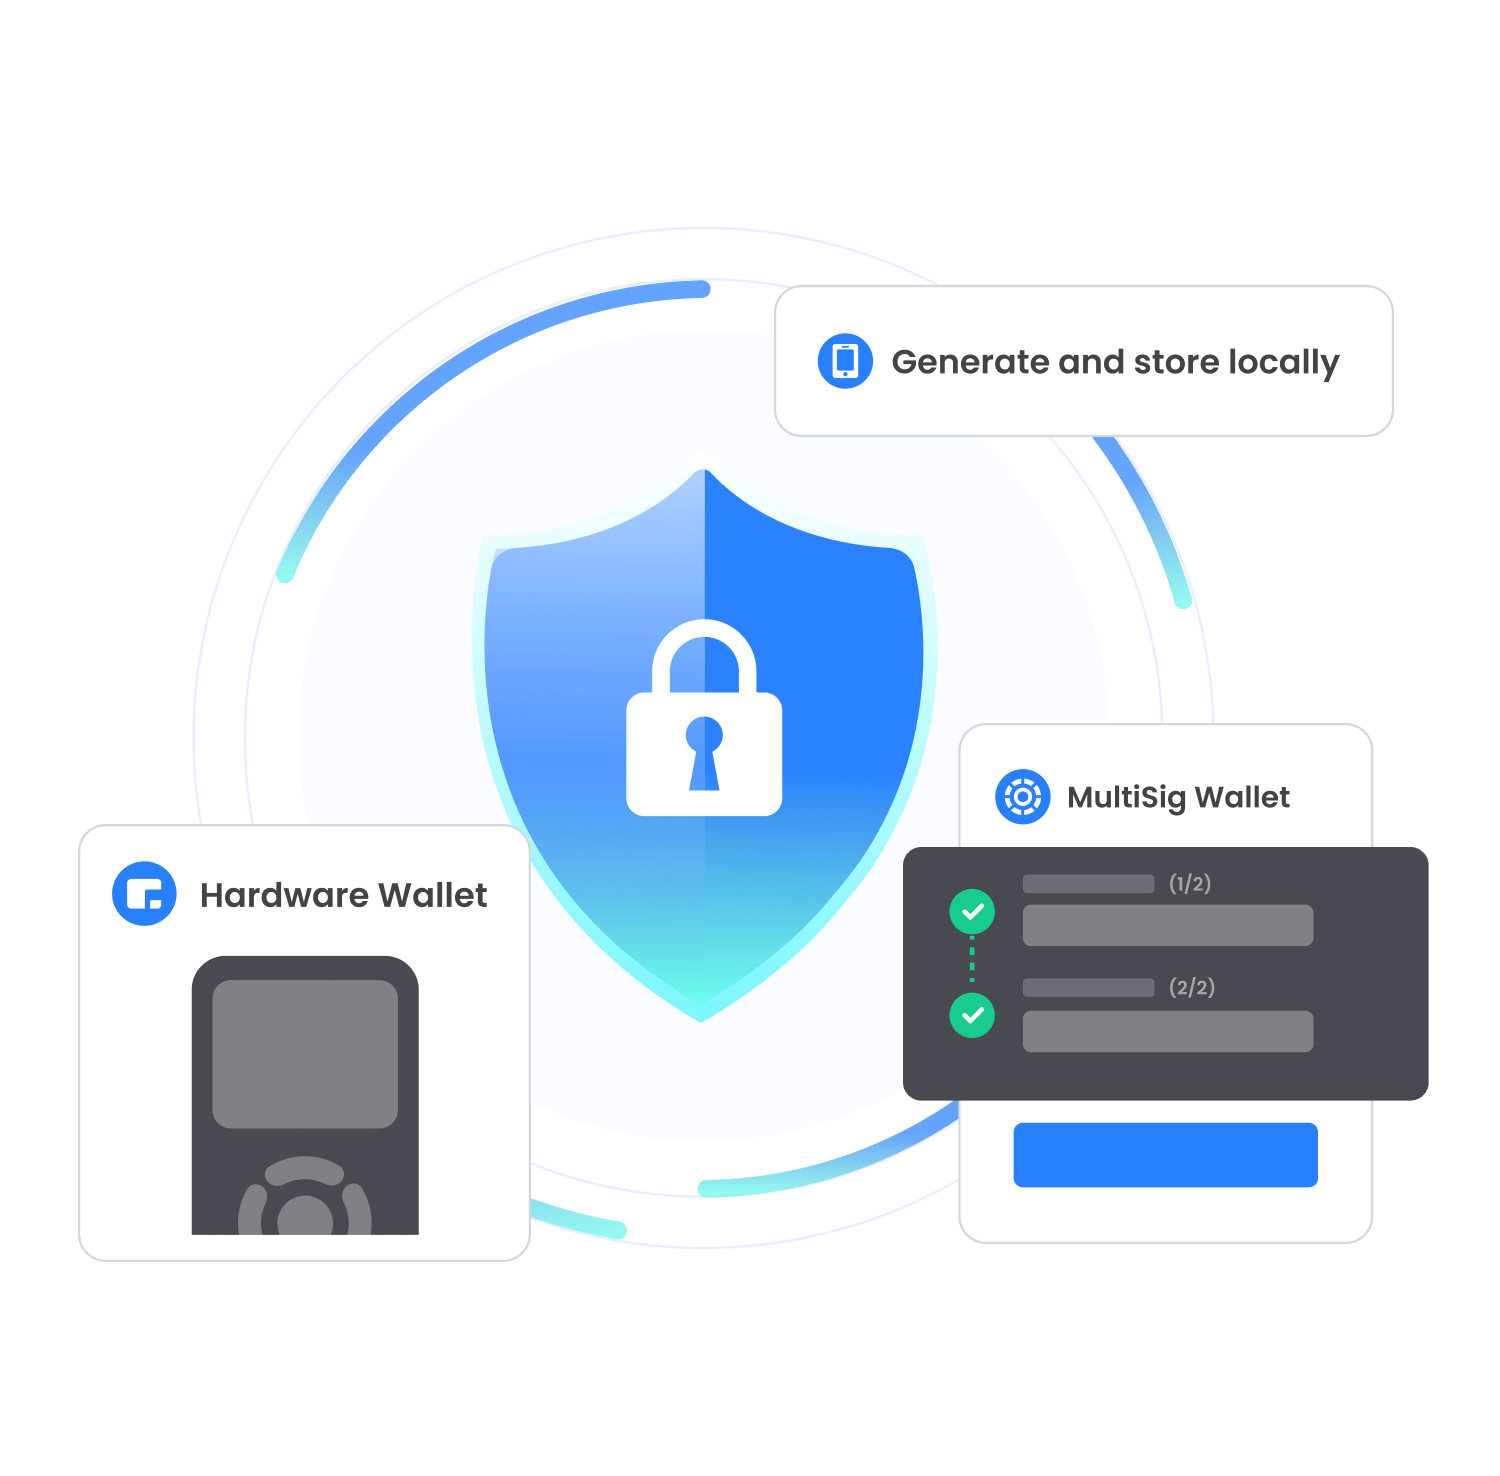 Generate and store locally
MultiSig Wallet
(1/2)
(2/2)
Hardware Wallet